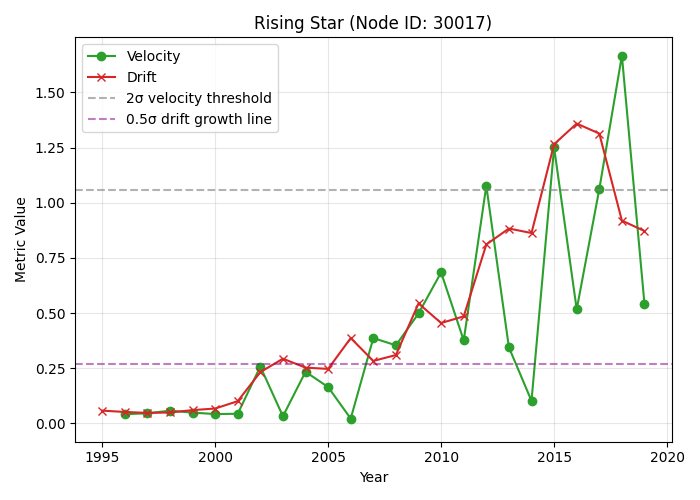 Rising Star (Node ID: 30017)
Velocity
Drift
2σ velocity threshold
0.5σ drift growth line
Metric Value
1.50
1.25
1.00
0.75
0.50
0.25
0.00
1995 2000 2005 2010 2015 2020
Year